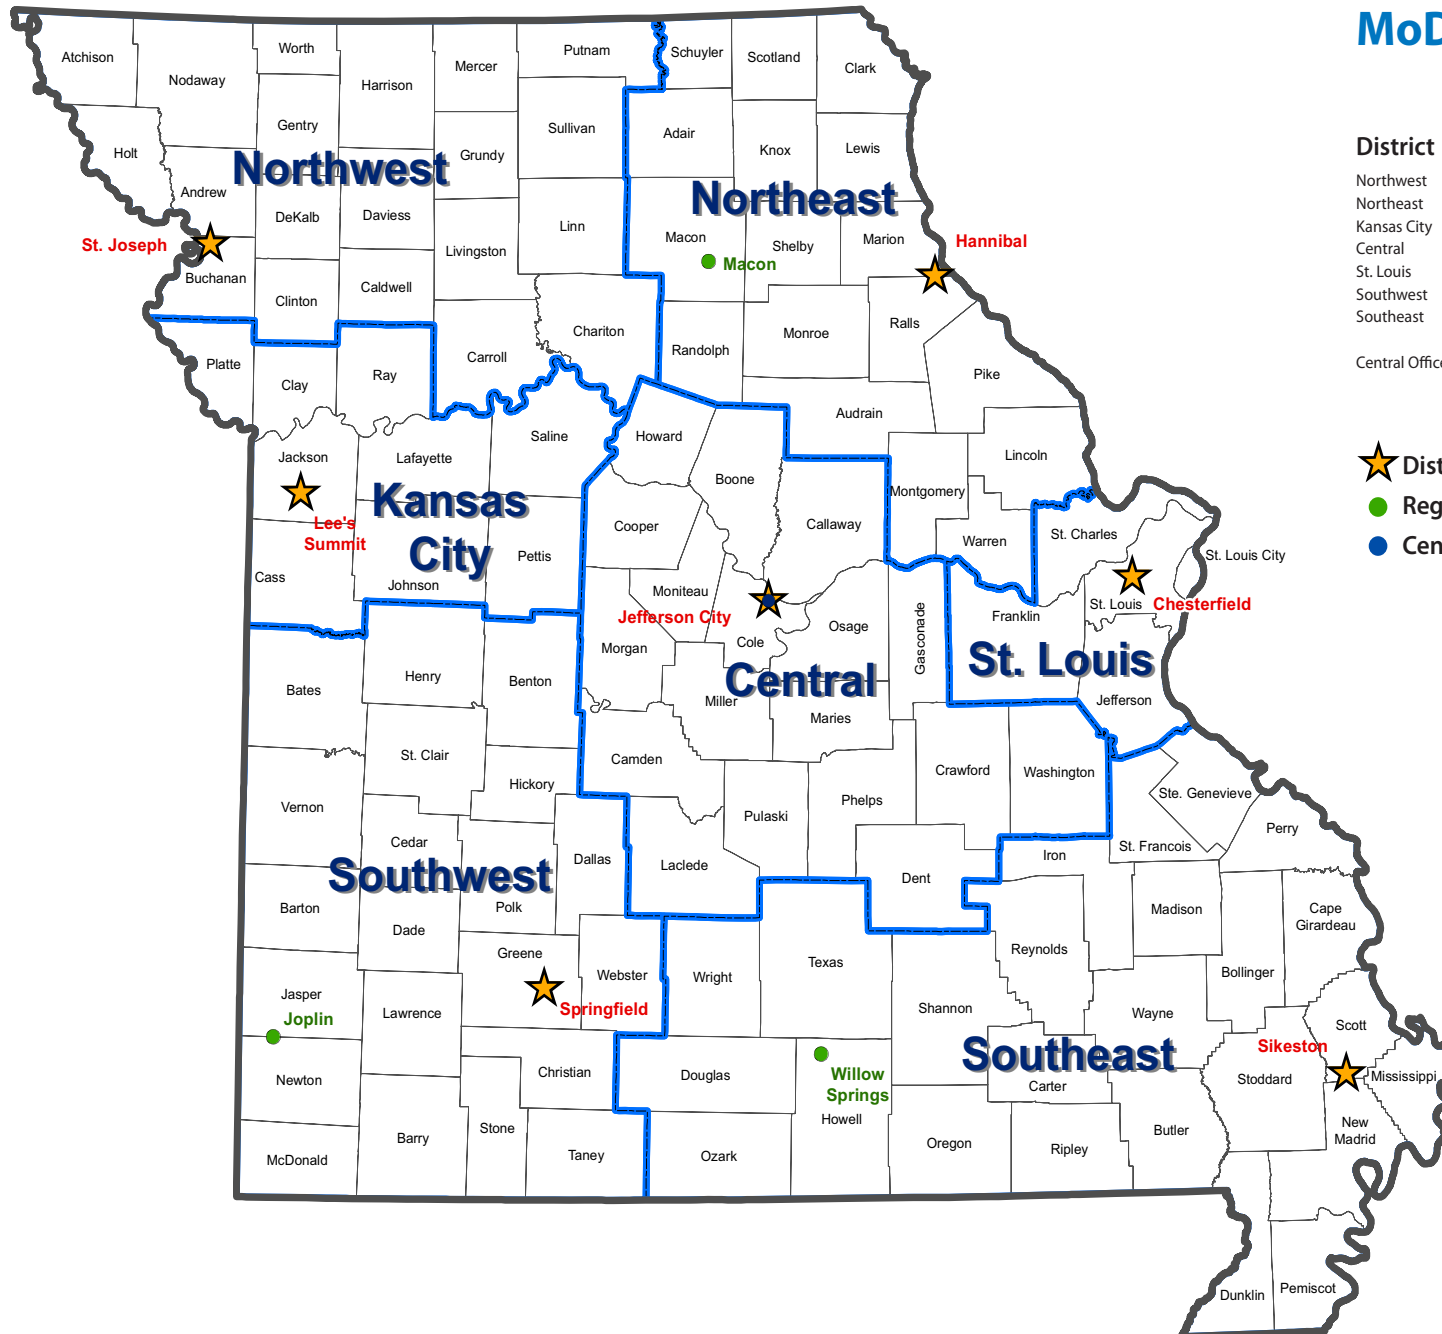 MoD
Atchison
Nodaway
Worth
Harrison
Mercer
Putnam
Schuyler
Scotland
Clark
Gentry
Sullivan
Adair
Knox
Lewis
Holt
Grundy
Northwest
Andrew
DeKalb
Daviess
Livingston
Linn
Northeast
Macon
Macon
Shelby
Marion
Hannibal
St. Joseph
Buchanan
Clinton
Caldwell
Carroll
Chariton
Randolph
Monroe
Ralls
Pike
Audrain
Platte
Clay
Ray
Saline
Howard
Boone
Lincoln
Montgomery
Jackson
Lafayette
Kansas
City
Lee's
Summit
Cass
Johnson
Pettis
Cooper
Callaway
Warren
St. Charles
St. Louis City
St. Louis
Chesterfield
Moniteau
Jefferson City
Cole
Osage
Gasconade
Franklin
Morgan
Central
St. Louis
Jefferson
Miller
Maries
Bates
Henry
Benton
St. Clair
Camden
Crawford
Washington
Hickory
Vernon
Pulaski
Phelps
Ste. Genevieve
Perry
Cedar
Dallas
Laclede
Iron
St. Francois
Southwest
Dent
Barton
Polk
Dade
Madison
Cape
Girardeau
Greene
Webster
Wright
Texas
Reynolds
Bollinger
Jasper
Joplin
Lawrence
Springfield
Shannon
Wayne
Scott
Southeast
Sikeston
Newton
Christian
Douglas
Willow
Springs
Howell
Carter
Stoddard
Mississippi
McDonald
Barry
Stone
Taney
Ozark
Oregon
Ripley
Butler
New
Madrid
Dunklin
Pemiscot
District
Northwest
Northeast
Kansas City
Central
St. Louis
Southwest
Southeast
Central Office
Dist
Reg
Cen